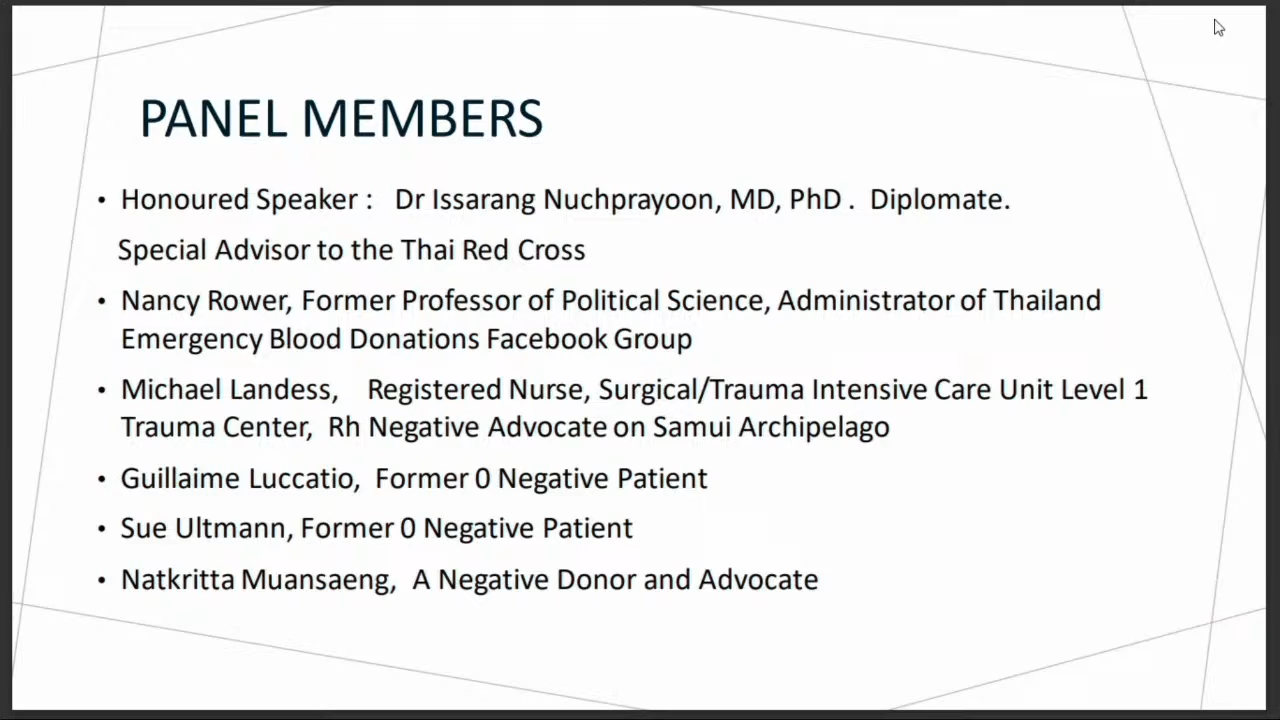 PANEL MEMBERS
• Honoured Speaker : Dr Issarang Nuchprayoon, MD, PhD . Diplomate.
Special Advisor to the Thai Red Cross
• Nancy Rower, Former Professor of Political Science, Administrator of Thailand
Emergency Blood Donations Facebook Group
• Michael Landess, Registered Nurse, Surgical/Trauma Intensive Care Unit Level 1
Trauma Center, Rh Negative Advocate on Samui Archipelago
• Guillaime Luccatio, Former 0 Negative Patient
• Sue Ultmann, Former 0 Negative Patient
• Natkritta Muansaeng, A Negative Donor and Advocate